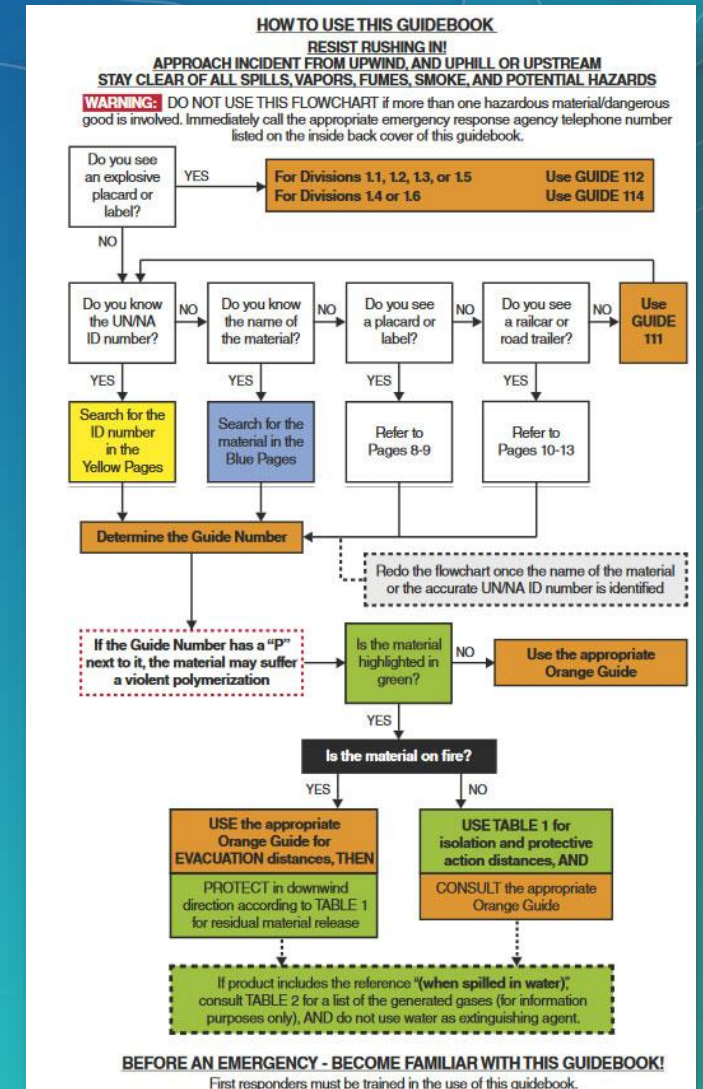 HOW TO USE THIS GUIDEBOOK
RESIST RUSHING IN!
APPROACH INCIDENT FROM UPWIND, AND UPHILL OR UPSTREAM
STAY CLEAR OF ALL SPILLS, VAPORS, FUMES, SMOKE, AND POTENTIAL HAZARDS
WARNING: DO NOT USE THIS FLOWCHART if more than one hazardous material/dangerous
good is involved. Immediately call the appropriate emergency response agency telephone number
listed on the inside back cover of this guidebook.
Do you see
an explosive
placard or
label?
YES
For Divisions 1.1, 1.2, 1.3, or 1.5 Use GUIDE 112
For Divisions 1.4 or 1.6 Use GUIDE 114
NO
Do you know
the UN/NA
ID number?
NO
Do you know
the name of
the material?
NO
Do you see
a placard or
label?
NO
Do you see
a railcar or
road trailer?
NO
Use
GUIDE
111
YES
YES
YES
YES
Search for the
ID number
in the
Yellow Pages
Search for the
material in the
Blue Pages
Refer to
Pages 8-9
Refer to
Pages 10-13
Determine the Guide Number
Redo the flowchart once the name of the material
or the accurate UN/NA ID number is identified
If the Guide Number has a “P”
next to it, the material may suffer
a violent polymerization
Is the material
highlighted in
green?
NO
Use the appropriate
Orange Guide
YES
Is the material on fire?
YES
NO
USE the appropriate
Orange Guide for
EVACUATION distances, THEN
PROTECT in downwind
direction according to TABLE 1
for residual material release
USE TABLE 1 for
isolation and protective
action distances, AND
CONSULT the appropriate
Orange Guide
If product includes the reference “(when spilled in water)”,
consult TABLE 2 for a list of the generated gases (for information
purposes only), AND do not use water as extinguishing agent.
BEFORE AN EMERGENCY - BECOME FAMILIAR WITH THIS GUIDEBOOK!
First responders must be trained in the use of this guidebook.